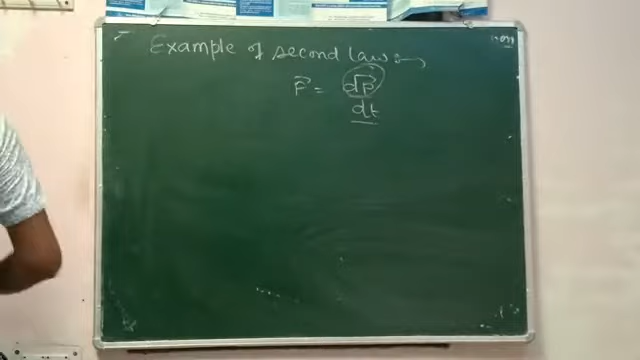 Example of second law
F⃗ = dP⃗
dt